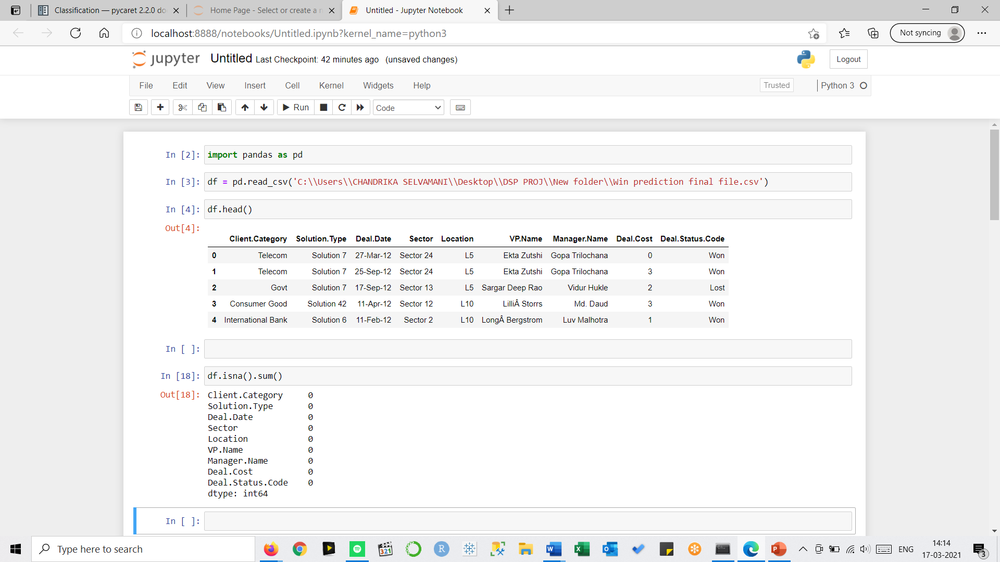 Classification — pycaret 2.2.0 do
Home Page - Select or create a n
Untitled - Jupyter Notebook
localhost:8888/notebooks/Untitled.ipynb?kernel_name=python3
Not syncing
jupyter Untitled Last Checkpoint: 42 minutes ago (unsaved changes)
Logout
File Edit View Insert Cell Kernel Widgets Help
Trusted
Python 3
Run
Code
In [2]: import pandas as pd
In [3]: df = pd.read_csv('C:\\Users\\CHANDRIKA SELVAMANI\\Desktop\\DSP PROJ\\New folder\\Win prediction final file.csv')
In [4]: df.head()
Out[4]:
Client.Category Solution.Type Deal.Date Sector Location VP.Name Manager.Name Deal.Cost Deal.Status.Code
0 Telecom Solution 7 27-Mar-12 Sector 24 L5 Ekta Zutshi Gopa Trilochana 0 Won
1 Telecom Solution 7 25-Sep-12 Sector 24 L5 Ekta Zutshi Gopa Trilochana 3 Won
2 Govt Solution 7 17-Sep-12 Sector 13 L5 Sargar Deep Rao Vidur Hukle 2 Lost
3 Consumer Good Solution 42 11-Apr-12 Sector 12 L10 LilliÂ Storrs Md. Daud 3 Won
4 International Bank Solution 6 11-Feb-12 Sector 2 L10 LongÂ Bergstrom Luv Malhotra 1 Won
In [ ]:
In [18]: df.isna().sum()
Out[18]: Client.Category 0
Solution.Type 0
Deal.Date 0
Sector 0
Location 0
VP.Name 0
Manager.Name 0
Deal.Cost 0
Deal.Status.Code 0
dtype: int64
In [ ]:
Type here to search
321
R
W
X
P
ENG
14:14
17-03-2021
3